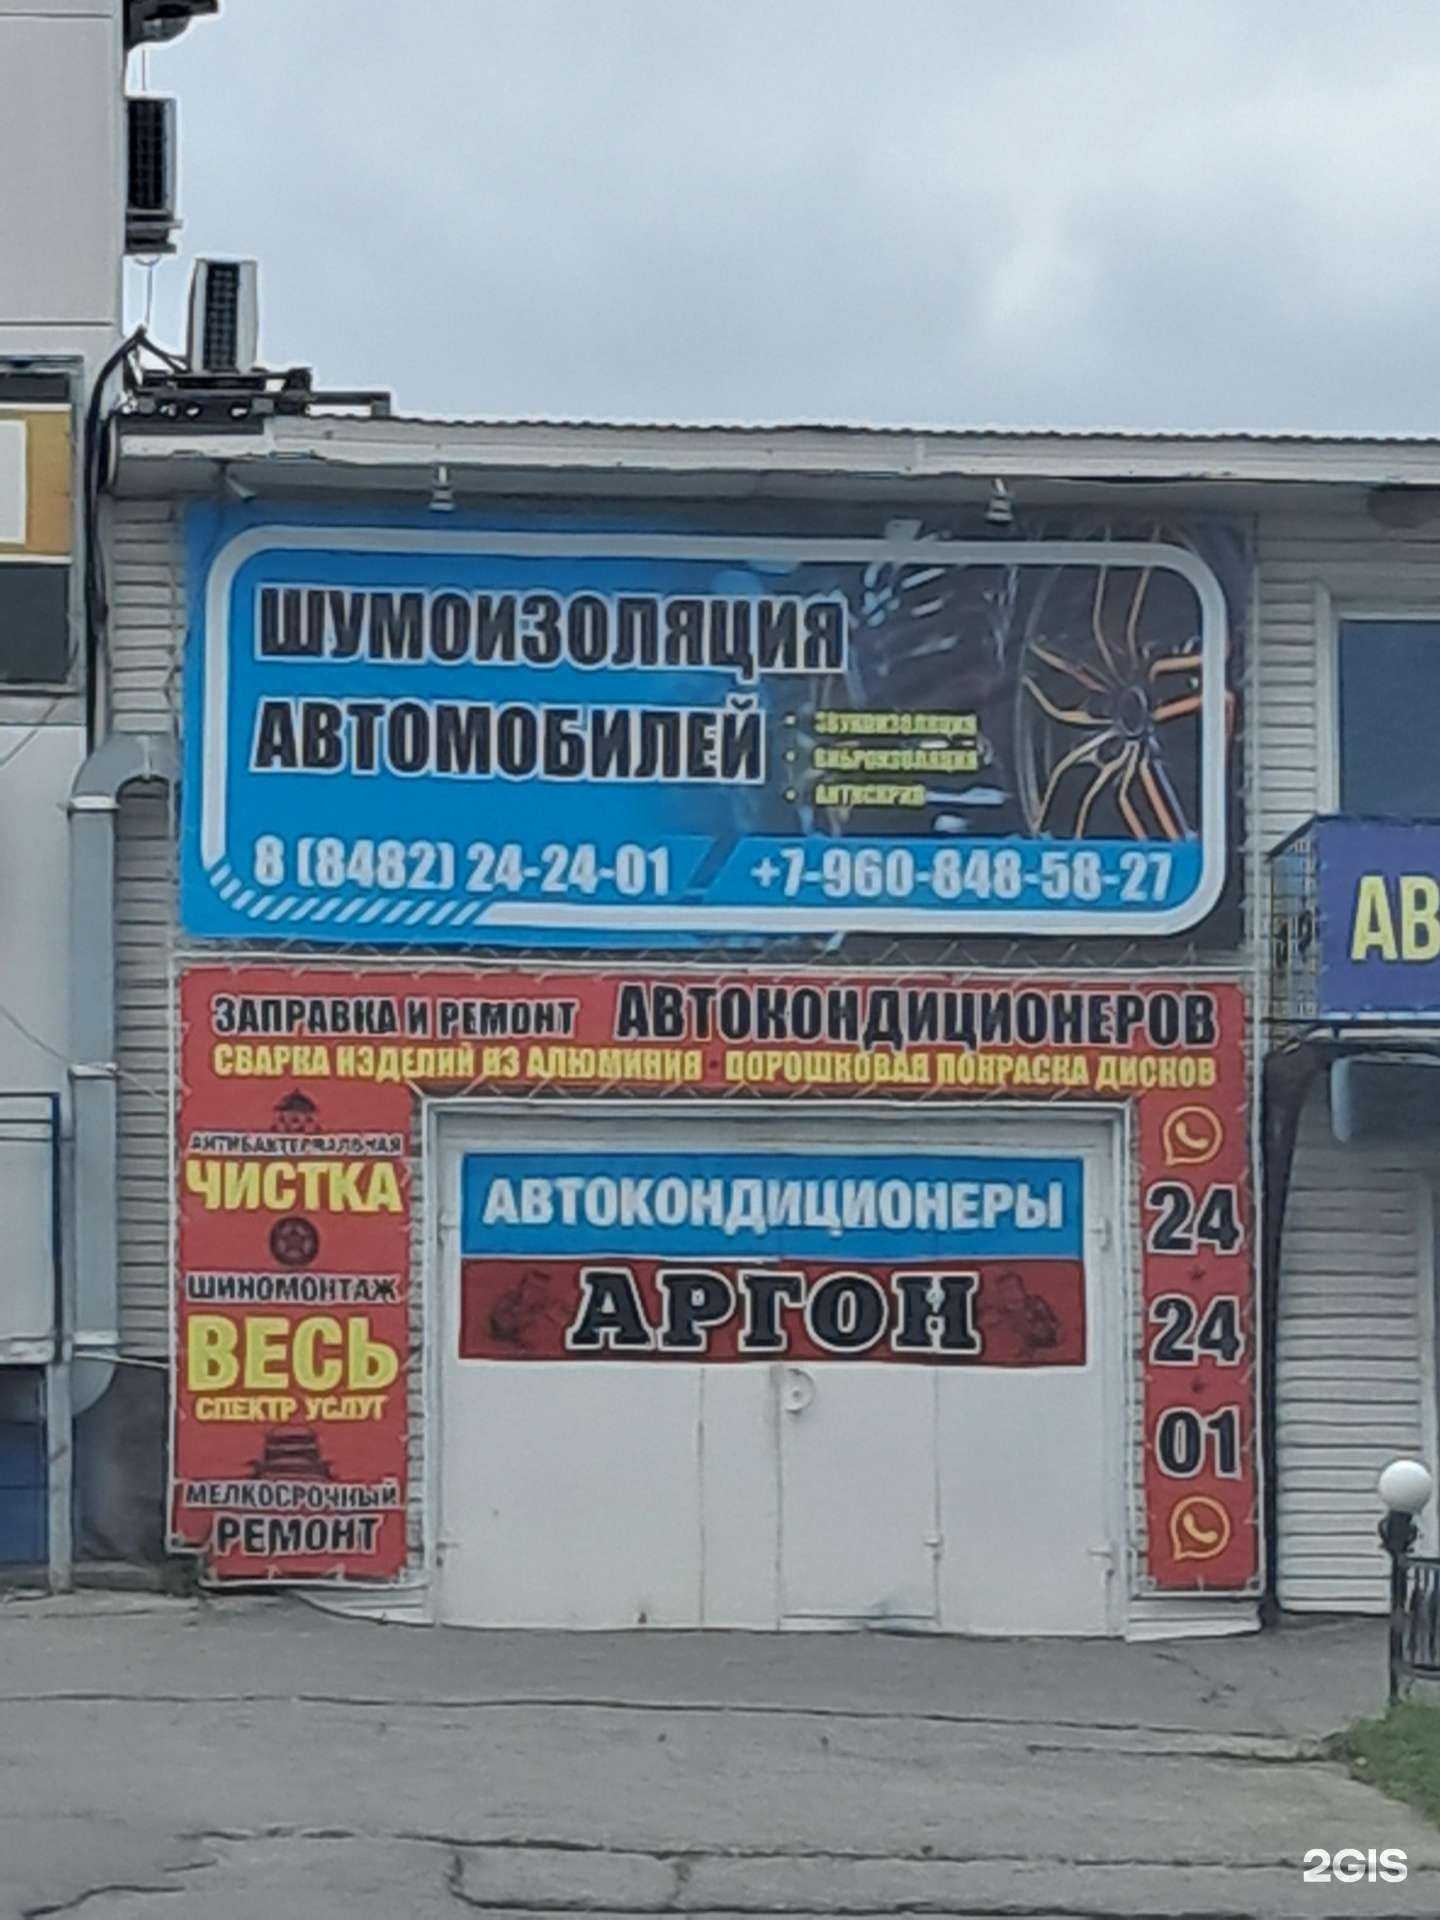 ШУМОИЗОЛЯЦИЯ
АВТОМОБИЛЕЙ
• ЗВУКОИЗОЛЯЦИЯ
• ВИБРОИЗОЛЯЦИЯ
• АНТИСКРИП
8 (8482) 24-24-01 / +7-960-848-58-27
АВ
ЗАПРАВКА И РЕМОНТ АВТОКОНДИЦИОНЕРОВ
СВАРКА ИЗДЕЛИЙ ИЗ АЛЮМИНИЯ • ПОРОШКОВАЯ ПОКРАСКА ДИСКОВ
АНТИБАКТЕРИАЛЬНАЯ
ЧИСТКА
ШИНОМОНТАЖ
ВЕСЬ
СПЕКТР УСЛУГ
МЕЛКОСРОЧНЫЙ
РЕМОНТ
АВТОКОНДИЦИОНЕРЫ
АРГОН
24
24
01
2GIS